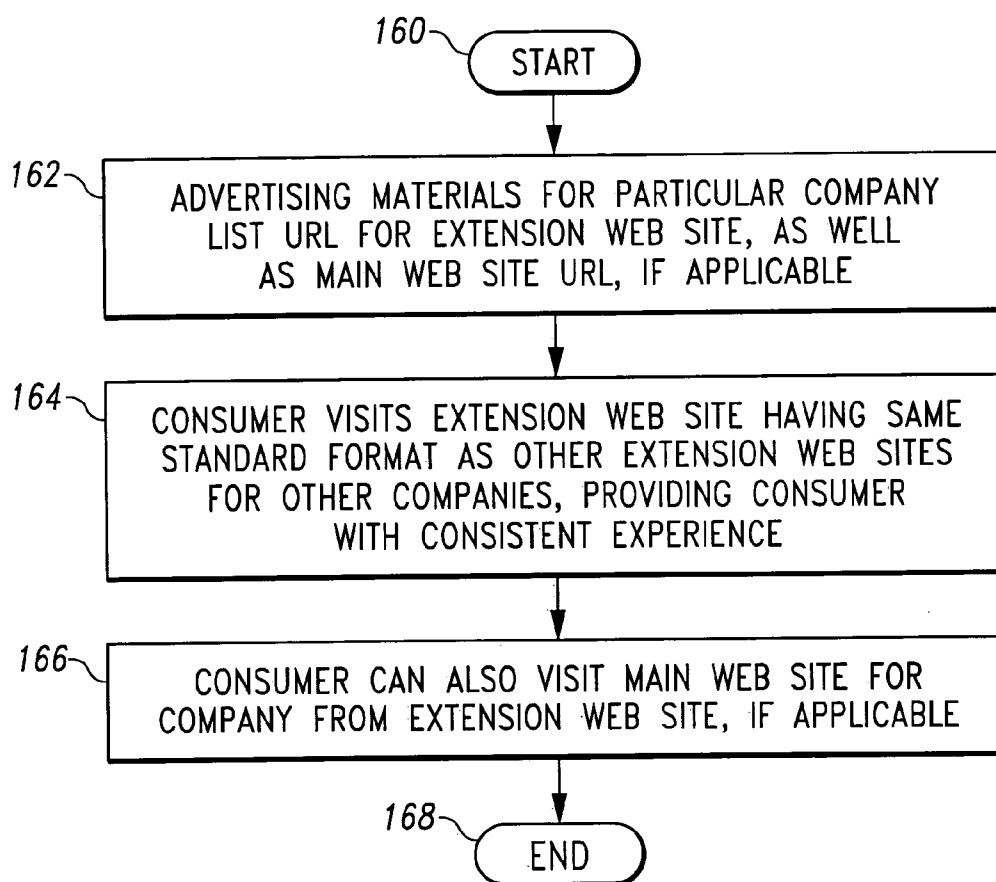 160
START
162
ADVERTISING MATERIALS FOR PARTICULAR COMPANY
LIST URL FOR EXTENSION WEB SITE, AS WELL
AS MAIN WEB SITE URL, IF APPLICABLE
164
CONSUMER VISITS EXTENSION WEB SITE HAVING SAME
STANDARD FORMAT AS OTHER EXTENSION WEB SITES
FOR OTHER COMPANIES, PROVIDING CONSUMER
WITH CONSISTENT EXPERIENCE
166
CONSUMER CAN ALSO VISIT MAIN WEB SITE FOR
COMPANY FROM EXTENSION WEB SITE, IF APPLICABLE
168
END